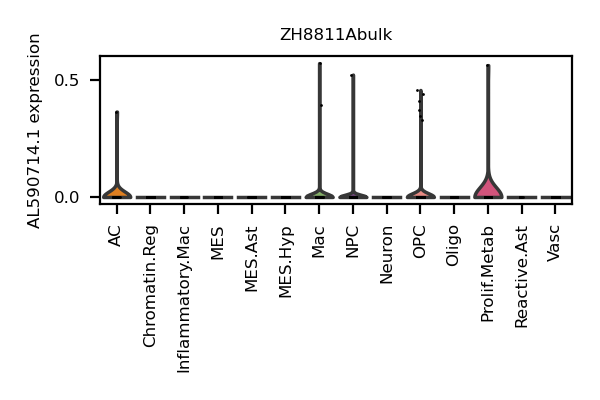 ZH8811Abulk
AL590714.1 expression
0.5
0.0
AC
Chromatin.Reg
Inflammatory.Mac
MES
MES.Ast
MES.Hyp
Mac
NPC
Neuron
OPC
Oligo
Prolif.Metab
Reactive.Ast
Vasc